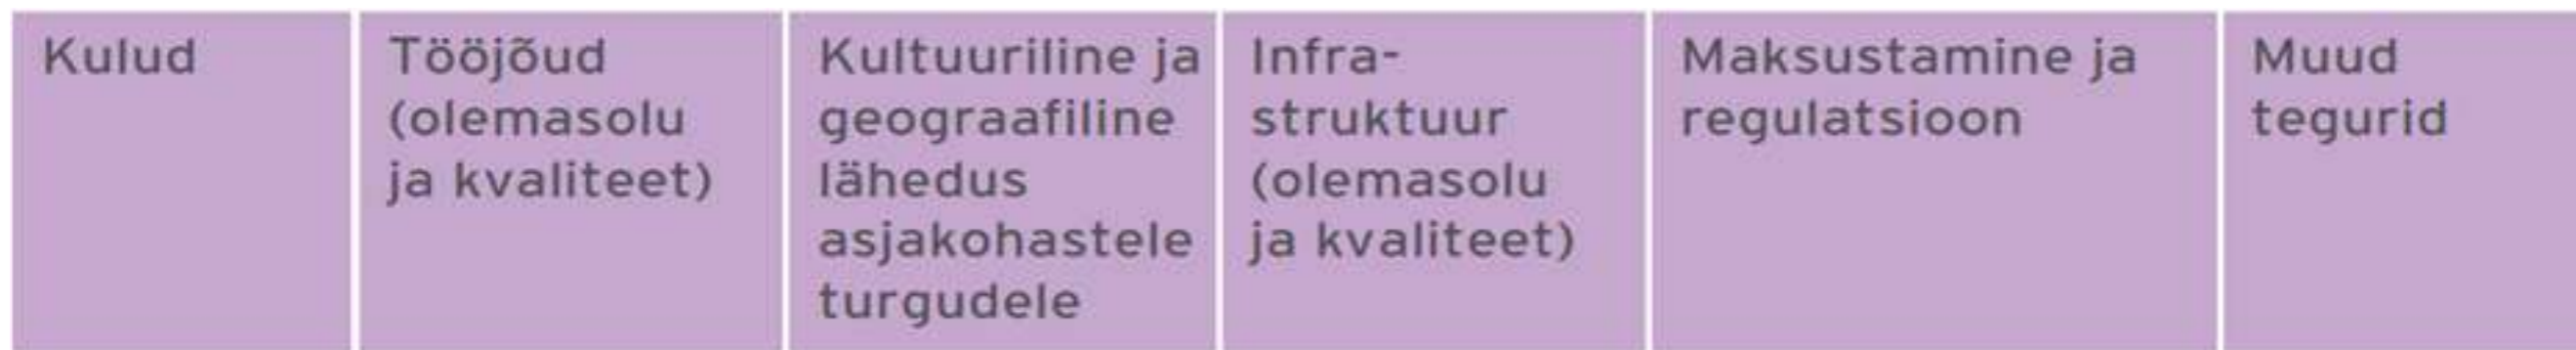 Kulud
Tööjõud
(olemasolu
ja kvaliteet)
Kultuuriline ja
geograafiline
lähedus
asjakohastele
turgudele
Infra-
struktuur
(olemasolu
ja kvaliteet)
Maksustamine ja
regulatsioon
Muud
tegurid